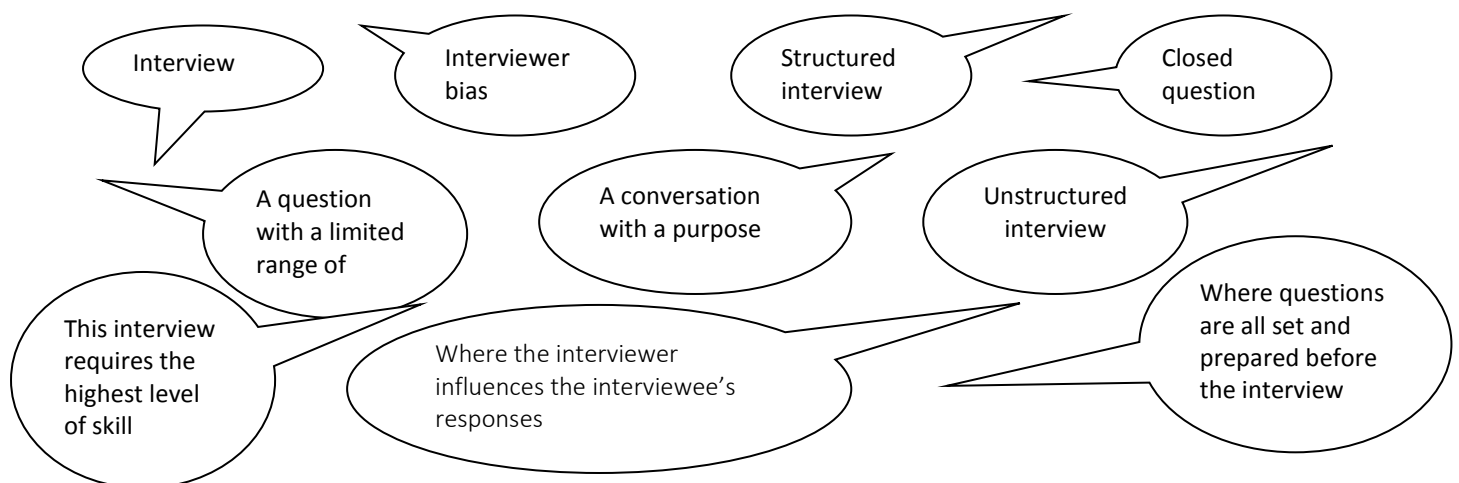 Interview
Interviewer
bias
Structured
interview
Closed
question
A question
with a limited
range of
A conversation
with a purpose
Unstructured
interview
This interview
requires the
highest level
of skill
Where the interviewer
influences the interviewee’s
responses
Where questions
are all set and
prepared before
the interview